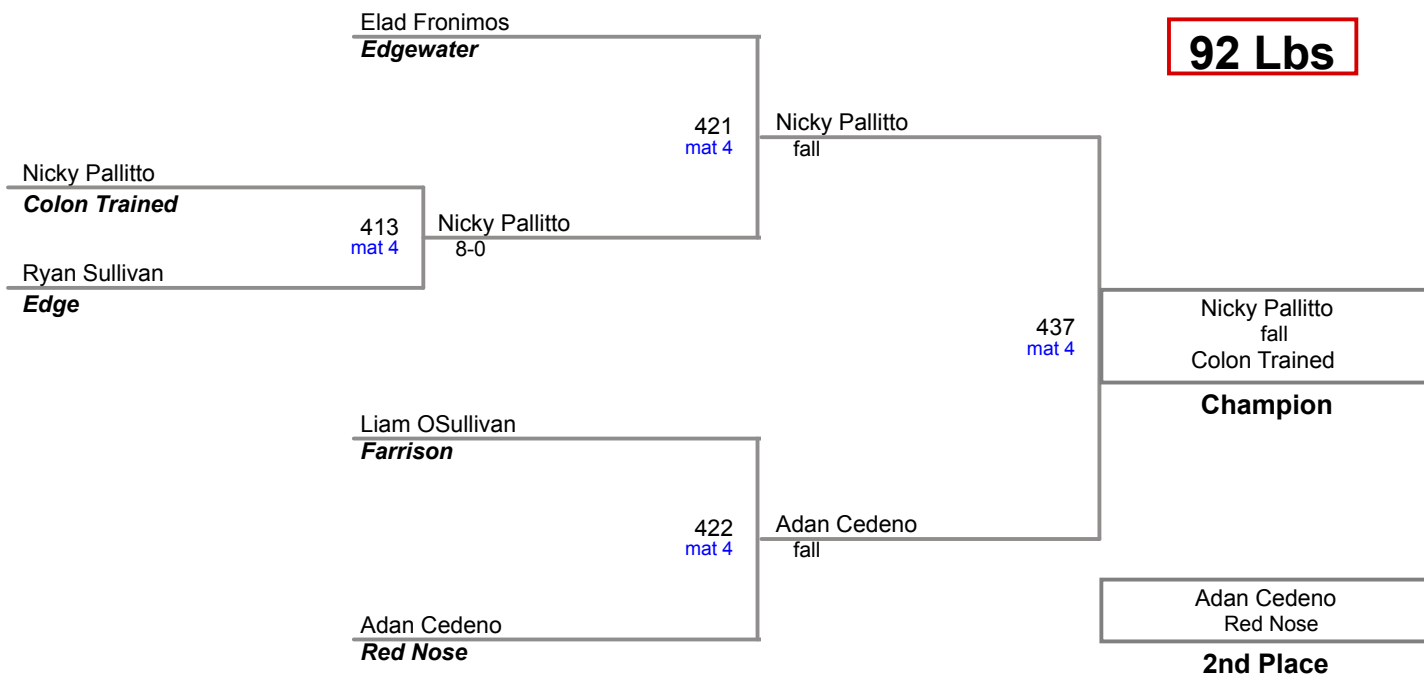 Elad Fronimos
Edgewater
92 Lbs
421
mat 4
Nicky Pallitto
fall
Nicky Pallitto
Colon Trained
413
mat 4
Nicky Pallitto
8-0
Ryan Sullivan
Edge
437
mat 4
Nicky Pallitto
fall
Colon Trained
Champion
Liam OSullivan
Farrison
422
mat 4
Adan Cedeno
fall
Adan Cedeno
Red Nose
Adan Cedeno
Red Nose
2nd Place